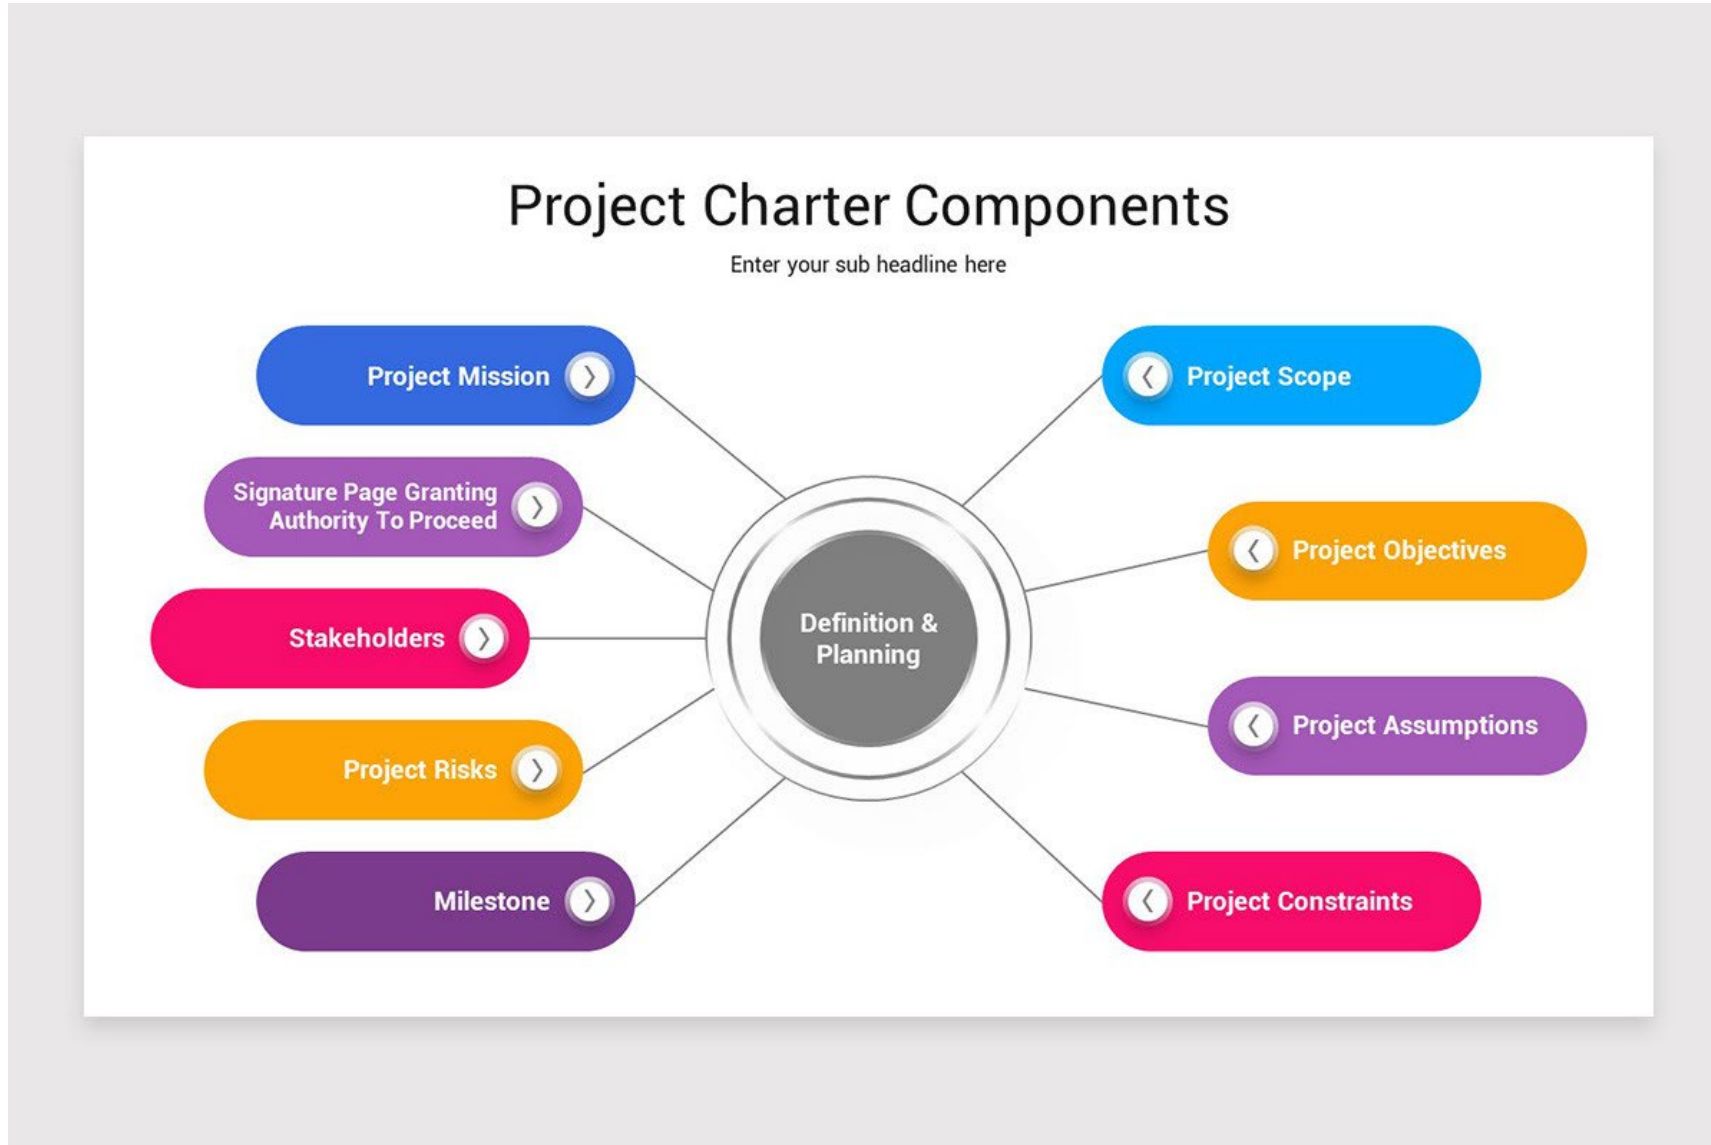 Project Charter Components
Enter your sub headline here
Project Mission
Signature Page Granting
Authority To Proceed
Stakeholders
Project Risks
Milestone
Definition &
Planning
Project Scope
Project Objectives
Project Assumptions
Project Constraints